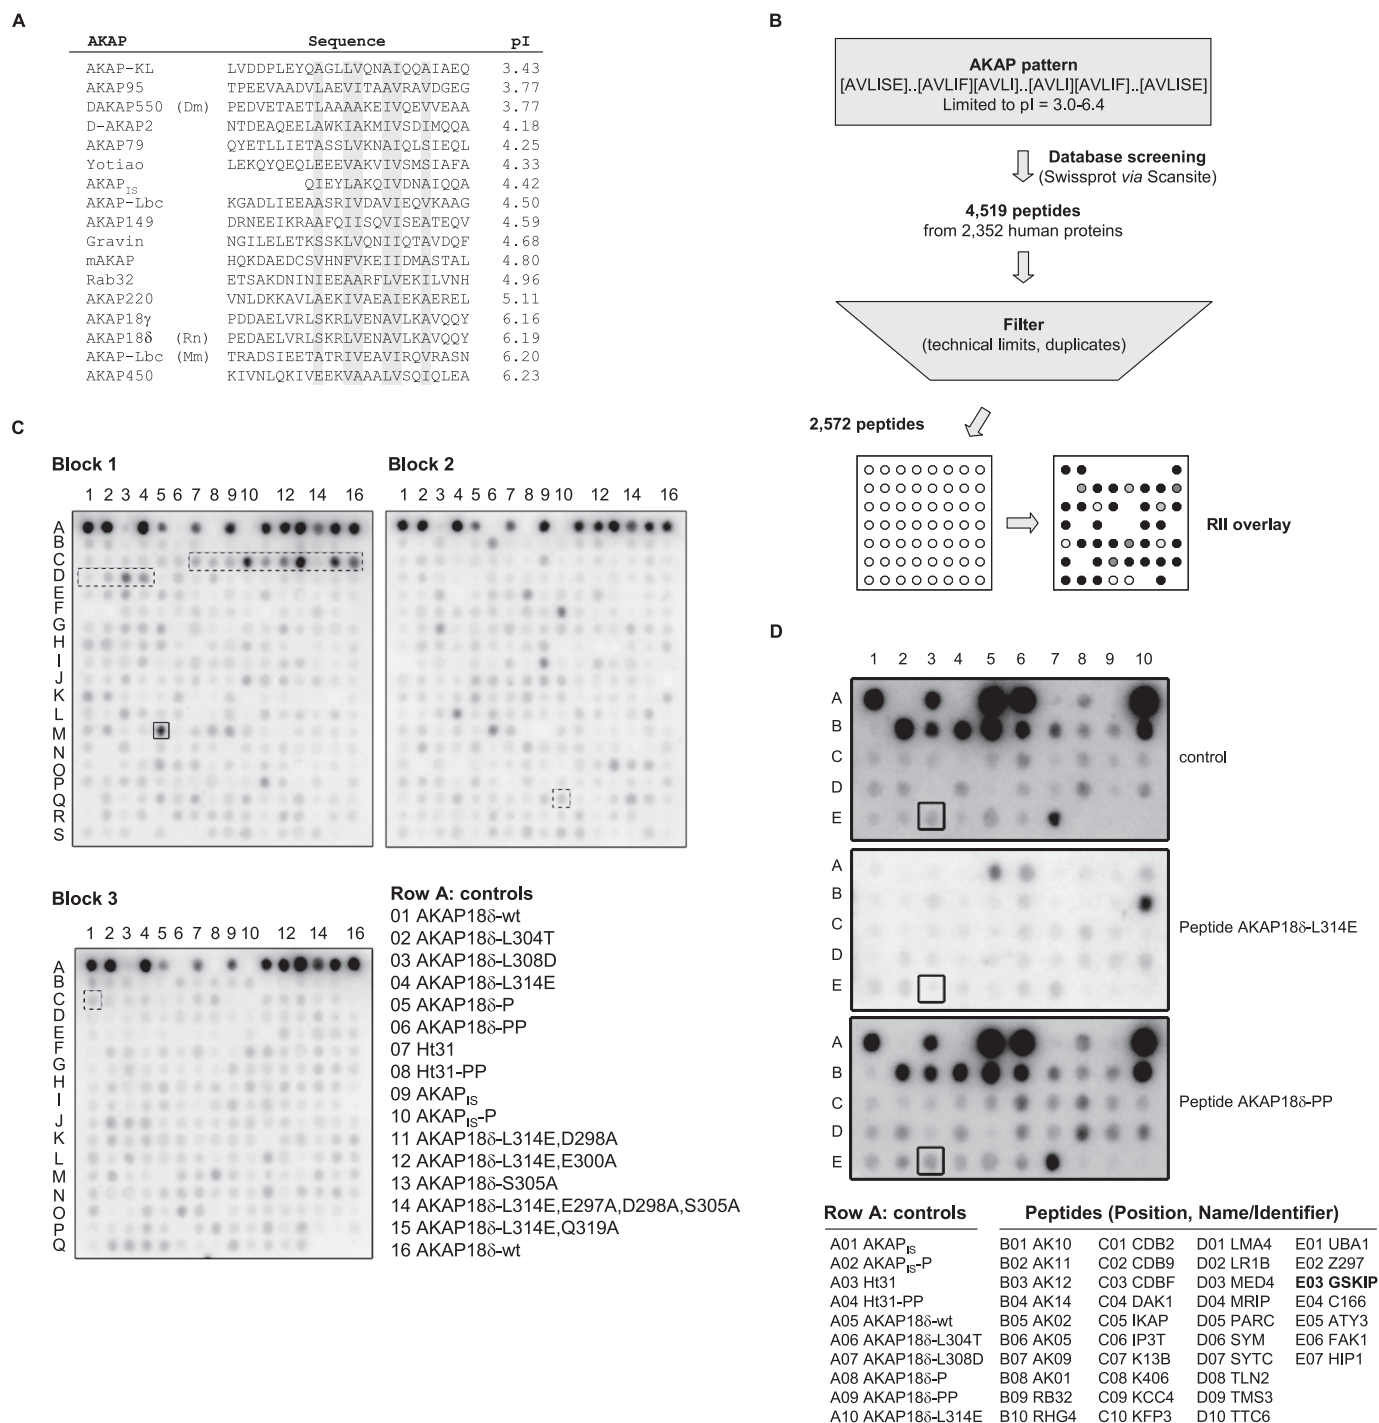 A
AKAP Sequence pI
AKAP-KL LVDDPLEYQAGLLVQNAIQQAIAEQ 3.43
AKAP95 TPEEVAADVLAEVITAAVRAVDGEG 3.77
DAKAP550 (Dm) PEDVETAETLAAAAKEIVQEVVEAA 3.77
D-AKAP2 NTDEAQEELAWKIAKMIVSDIMQQA 4.18
AKAP79 QYETLLIETASSLVKNAIQLSIEQL 4.25
Yotiao LEKQYQEQLEEEVAKVIVSMSIAFA 4.33
AKAPIS QIEYLAKQIVDNAIQQA 4.42
AKAP-Lbc KGADLIEEAASRIVDAVIEQVKAAG 4.50
AKAP149 DRNEEIKRAAFQIISQVISEATEQV 4.59
Gravin NGILELETKSSKLVQNIIQTAVDQF 4.68
mAKAP HQKDAEDCSVHNFVKEIIDMASTAL 4.80
Rab32 ETSAKDNINIEEAARFLVEKILVNH 4.96
AKAP220 VNLDKKAVLAEKIVAEAIEKAEREL 5.11
AKAP18γ PDDAELVRLSKRLVENAVLKAVQQY 6.16
AKAP18δ (Rn) PEDAELVRLSKRLVENAVLKAVQQY 6.19
AKAP-Lbc (Mm) TRADSIEETATRIVEAVIRQVRASN 6.20
AKAP450 KIVNLQKIVEEKVAAALVSQIQLEA 6.23
B
AKAP pattern
[AVLISE]..[AVLIF][AVLI]..[AVLI][AVLIF]..[AVLISE]
Limited to pI = 3.0-6.4
Database screening
(Swissprot via Scansite)
4,519 peptides
from 2,352 human proteins
Filter
(technical limits, duplicates)
2,572 peptides
RII overlay
C
Block 1
1 2 3 4 5 6 7 8 9 10 12 14 16
A
B
C
D
E
F
G
H
I
J
K
L
M
N
O
P
Q
R
S
Block 2
1 2 3 4 5 6 7 8 9 10 12 14 16
Block 3
1 2 3 4 5 6 7 8 9 10 12 14 16
A
B
C
D
E
F
G
H
I
J
K
L
M
N
O
P
Q
Row A: controls
01 AKAP18δ-wt
02 AKAP18δ-L304T
03 AKAP18δ-L308D
04 AKAP18δ-L314E
05 AKAP18δ-P
06 AKAP18δ-PP
07 Ht31
08 Ht31-PP
09 AKAPIS
10 AKAPIS-P
11 AKAP18δ-L314E,D298A
12 AKAP18δ-L314E,E300A
13 AKAP18δ-S305A
14 AKAP18δ-L314E,E297A,D298A,S305A
15 AKAP18δ-L314E,Q319A
16 AKAP18δ-wt
D
1 2 3 4 5 6 7 8 9 10
A
B
C
D
E
control
A
B
C
D
E
Peptide AKAP18δ-L314E
A
B
C
D
E
Peptide AKAP18δ-PP
Row A: controls Peptides (Position, Name/Identifier)
A01 AKAPIS B01 AK10 C01 CDB2 D01 LMA4 E01 UBA1
A02 AKAPIS-P B02 AK11 C02 CDB9 D02 LR1B E02 Z297
A03 Ht31 B03 AK12 C03 CDBF D03 MED4 E03 GSKIP
A04 Ht31-PP B04 AK14 C04 DAK1 D04 MRIP E04 C166
A05 AKAP18δ-wt B05 AK02 C05 IKAP D05 PARC E05 ATY3
A06 AKAP18δ-L304T B06 AK05 C06 IP3T D06 SYM E06 FAK1
A07 AKAP18δ-L308D B07 AK09 C07 K13B D07 SYTC E07 HIP1
A08 AKAP18δ-P B08 AK01 C08 K406 D08 TLN2
A09 AKAP18δ-PP B09 RB32 C09 KCC4 D09 TMS3
A10 AKAP18δ-L314E B10 RHG4 C10 KFP3 D10 TTC6